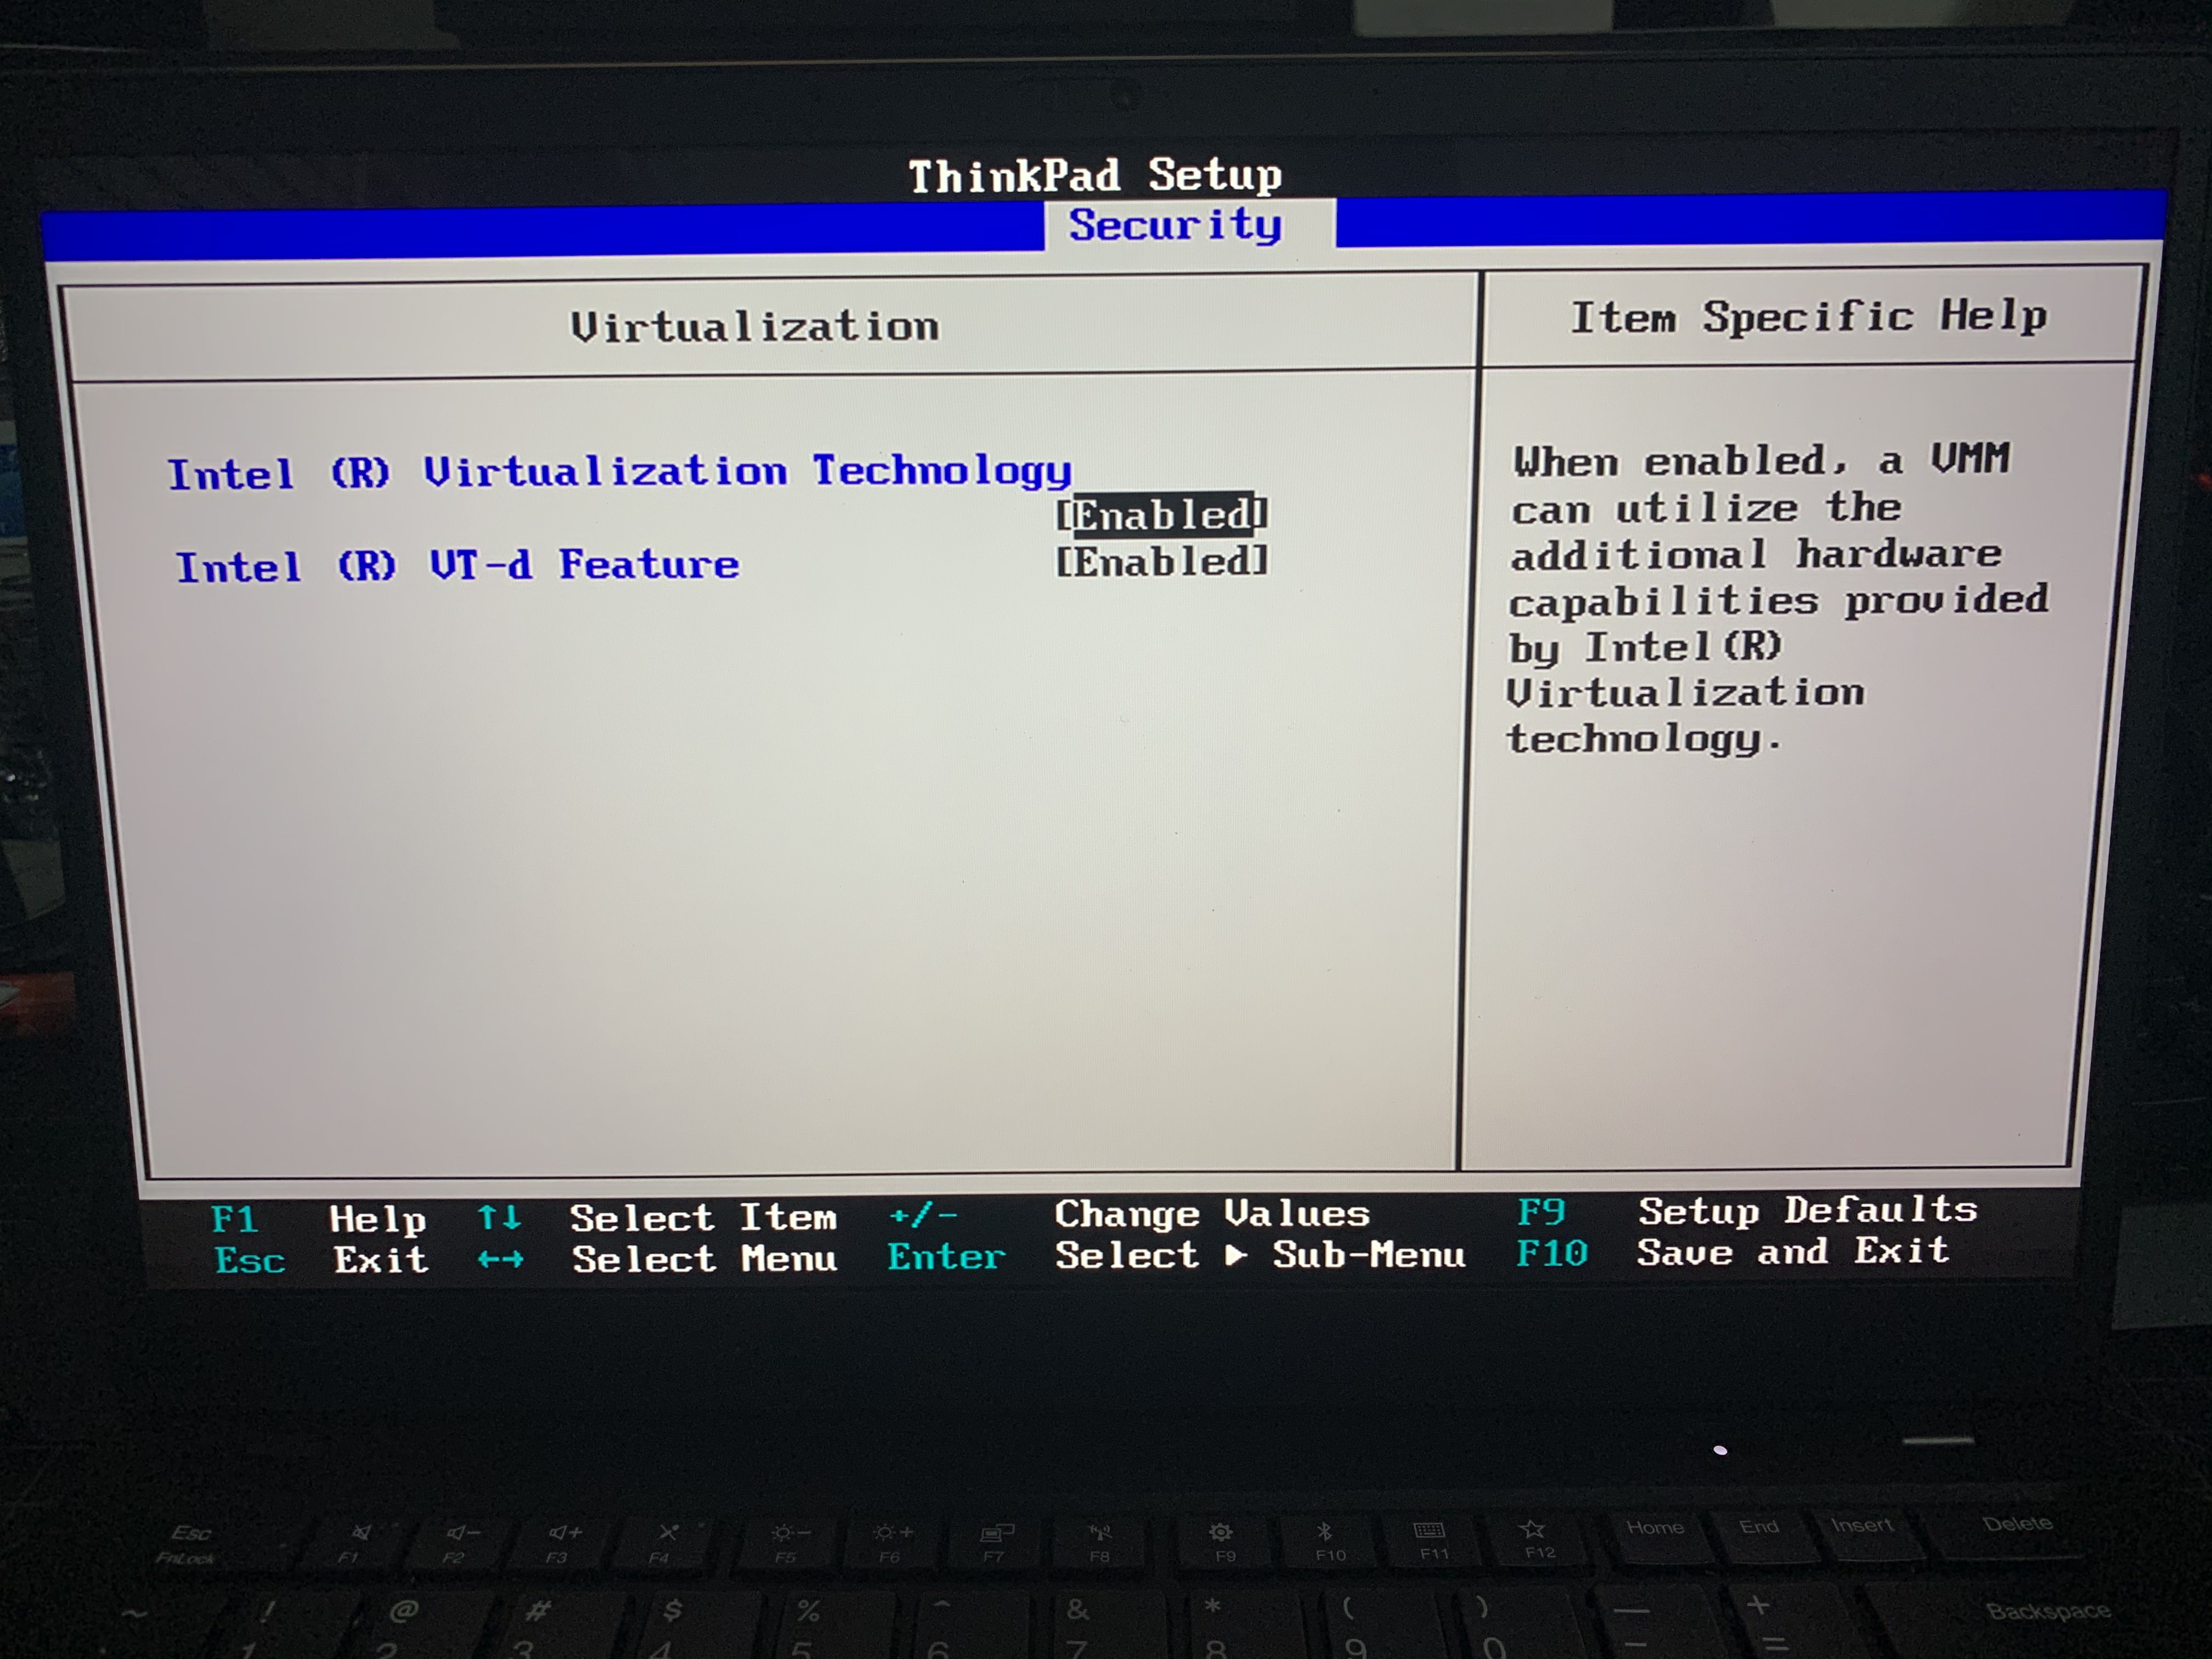 ThinkPad Setup
Security
Virtualization
Intel (R) Virtualization Technology
[Enabled]
Intel (R) VT-d Feature [Enabled]
Item Specific Help
When enabled, a VMM
can utilize the
additional hardware
capabilities provided
by Intel(R)
Virtualization
technology.
F1 Help ↑↓ Select Item +/- Change Values F9 Setup Defaults
Esc Exit ←→ Select Menu Enter Select ▶ Sub-Menu F10 Save and Exit
Esc Home End Insert Delete
FnLock F1 F2 F3 F4 F5 F6 F7 F8 F9 F10 F11 F12
~ ! @ # $ % ^ & * ( ) — + Backspace
1 2 3 4 5 6 7 8 9 0 - =